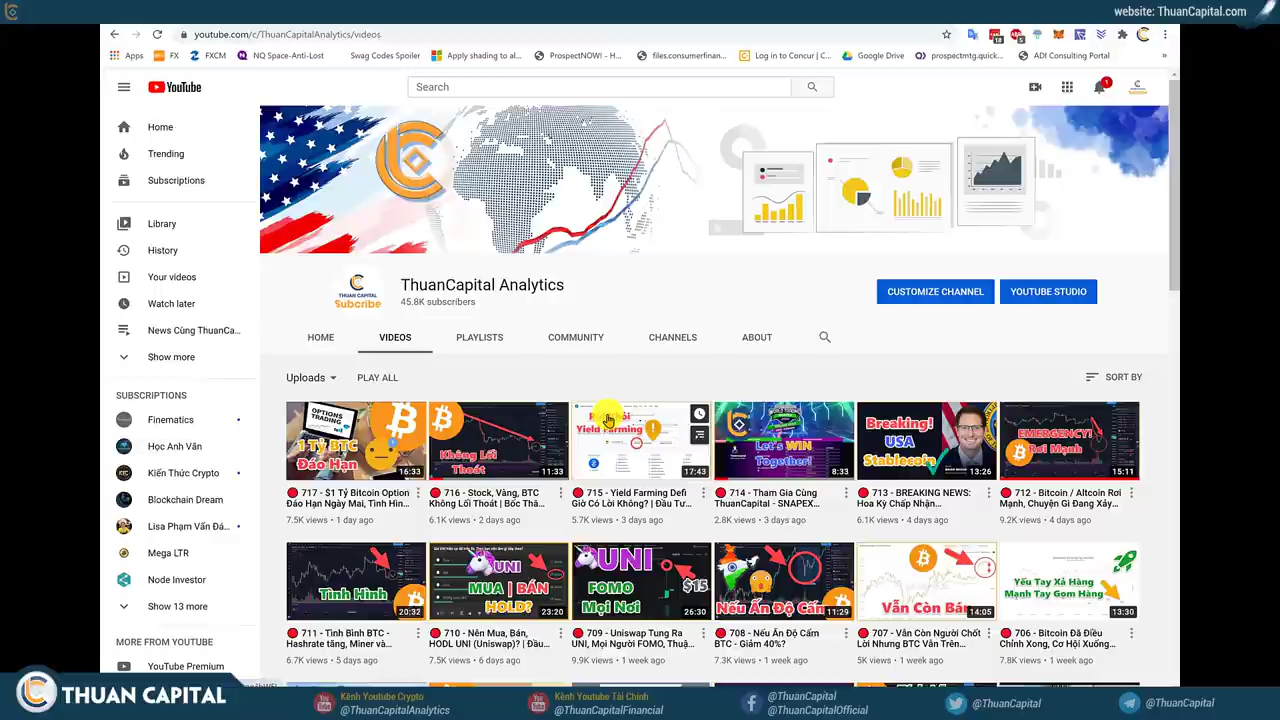 website: ThuanCapital.com
youtube.com/c/ThuanCapitalAnalytics/videos
Apps FX FXCM NQ Space-Anti-Lost Swag Codes Spoiler Apply shading to al... ProspectNOW! – H... files.consumerfinan... Log in to Concur | C... Google Drive prospectmtg.quick... ADI Consulting Portal »
YouTube
Search
Home
Trending
Subscriptions
Library
History
Your videos
Watch later
News Cùng ThuanCa...
Show more
SUBSCRIPTIONS
Finematics
Học Anh Văn
Kiến Thức Crypto
Blockchain Dream
Lisa Phạm Vấn Đá...
Mega LTR
Node Investor
Show 13 more
MORE FROM YOUTUBE
YouTube Premium
THUAN CAPITAL
Subcribe
ThuanCapital Analytics
45.8K subscribers
CUSTOMIZE CHANNEL
YOUTUBE STUDIO
HOME VIDEOS PLAYLISTS COMMUNITY CHANNELS ABOUT
Uploads PLAY ALL SORT BY
OPTIONS
TRADING
1 Tỷ BTC
Đáo Hạn
16:33
Không Lối
Thoát
11:33
Yield Farming
17:43
Let's WIN
Together!
8:33
Breaking!
USA
Stablecoin
13:26
EMERGENCY!
Rơi Mạnh
15:11
717 - $1 Tỷ Bitcoin Option
Đáo Hạn Ngày Mai, Tình Hìn...
7.5K views • 1 day ago
716 - Stock, Vàng, BTC
Không Lối Thoát | Bốc Thă...
6.1K views • 2 days ago
715 - Yield Farming Defi
Giờ Có Lời Không? | Đầu Tư...
5.7K views • 3 days ago
714 - Tham Gia Cùng
ThuanCapital - SNAPEX...
2.8K views • 3 days ago
713 - BREAKING NEWS:
Hoa Kỳ Chấp Nhận...
6.1K views • 4 days ago
712 - Bitcoin / Altcoin Rơi
Mạnh, Chuyện Gì Đang Xảy...
9.2K views • 4 days ago
Tình Hình
20:32
UNI
MUA | BÁN
HOLD?
23:20
UNI
$15
FOMO
Mọi Nơi
26:30
Nếu Ấn Độ Cấm
11:29
Vẫn Còn Bán
14:05
Yếu Tay Xả Hàng
Mạnh Tay Gom Hàng
13:30
711 - Tình Bình BTC -
Hashrate tăng, Miner và...
6.7K views • 5 days ago
710 - Nên Mua, Bán,
HODL UNI (Uniswap)? | Đầu...
7.5K views • 6 days ago
709 - Uniswap Tung Ra
UNI, Mọi Người FOMO, Thuậ...
9.9K views • 1 week ago
708 - Nếu Ấn Độ Cấm
BTC - Giảm 40%?
7.3K views • 1 week ago
707 - Vẫn Còn Người Chốt
Lời Nhưng BTC Vẫn Trên...
5K views • 1 week ago
706 - Bitcoin Đã Điều
Chỉnh Xong, Cơ Hội Xuống...
7.8K views • 1 week ago
THUAN CAPITAL
Kênh Youtube Crypto
@ThuanCapitalAnalytics
Kênh Youtube Tài Chính
@ThuanCapitalFinancial
@ThuanCapital
@ThuanCapitalOfficial
@ThuanCapital
@ThuanCapital